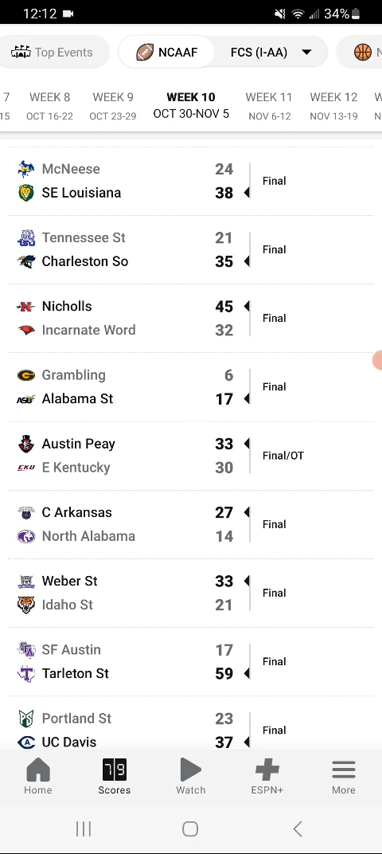 12:12 34%
Top Events NCAAF FCS (I-AA) N
7 WEEK 8 WEEK 9 WEEK 10 WEEK 11 WEEK 12 W
15 OCT 16-22 OCT 23-29 OCT 30-NOV 5 NOV 6-12 NOV 13-19 N
McNeese 24
SE Louisiana 38
Final
Tennessee St 21
Charleston So 35
Final
Nicholls 45
Incarnate Word 32
Final
Grambling 6
ASU Alabama St 17
Final
Austin Peay 33
EKU E Kentucky 30
Final/OT
C Arkansas 27
North Alabama 14
Final
Weber St 33
Idaho St 21
Final
SF Austin 17
Tarleton St 59
Final
Portland St 23
UC Davis 37
Final
79
Home Scores Watch ESPN+ More